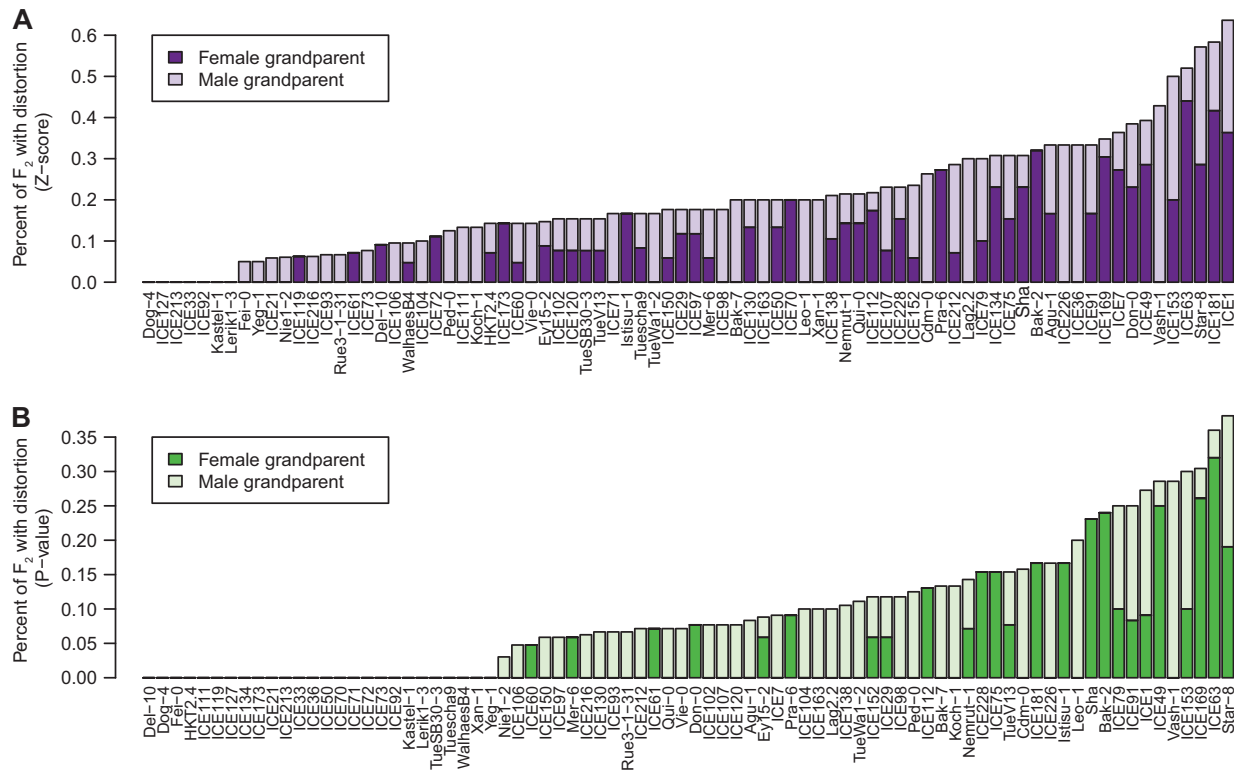 A
Percent of F2 with distortion
(Z−score)
0.6
0.5
0.4
0.3
0.2
0.1
0.0
Female grandparent
Male grandparent
Dog−4
ICE127
ICE213
ICE33
ICE92
Kastel−1
Lerik1−3
Fei−0
Yeg−1
ICE21
Nie1−2
ICE119
ICE216
ICE93
Rue3−1−31
ICE61
ICE73
Del−10
ICE106
WalhaesB4
ICE104
ICE72
Ped−0
ICE111
Koch−1
HKT2.4
ICE173
ICE60
Vie−0
Ey15−2
ICE102
ICE120
TueSB30−3
TueV13
ICE71
Istisu−1
Tuescha9
TueWa1−2
ICE150
ICE29
ICE97
Mer−6
ICE98
Bak−7
ICE130
ICE163
ICE50
ICE70
Leo−1
Xan−1
ICE138
Nemrut−1
Qui−0
ICE112
ICE107
ICE228
ICE152
Cdm−0
Pra−6
ICE212
Lag2.2
ICE79
ICE134
ICE75
Sha
Bak−2
Agu−1
ICE226
ICE36
ICE91
ICE169
ICE7
Don−0
ICE49
Vash−1
ICE153
ICE63
Star−8
ICE181
ICE1
B
Percent of F2 with distortion
(P−value)
0.35
0.30
0.25
0.20
0.15
0.10
0.05
0.00
Female grandparent
Male grandparent
Del−10
Dog−4
Fei−0
HKT2.4
ICE111
ICE119
ICE127
ICE134
ICE173
ICE21
ICE213
ICE33
ICE36
ICE50
ICE70
ICE71
ICE72
ICE73
ICE92
Kastel−1
Lerik1−3
TueSB30−3
Tuescha9
WalhaesB4
Xan−1
Yeg−1
Nie1−2
ICE106
ICE60
ICE150
ICE97
Mer−6
ICE216
ICE130
ICE93
Rue3−1−31
ICE212
ICE61
Qui−0
Vie−0
Don−0
ICE102
ICE107
ICE120
Agu−1
Ey15−2
ICE7
Pra−6
ICE104
ICE163
Lag2.2
ICE138
TueWa1−2
ICE152
ICE29
ICE98
Ped−0
ICE112
Bak−7
Koch−1
Nemrut−1
ICE228
ICE75
TueV13
Cdm−0
ICE181
ICE226
Istisu−1
Leo−1
Sha
Bak−2
ICE79
ICE91
ICE1
ICE49
Vash−1
ICE153
ICE169
ICE63
Star−8